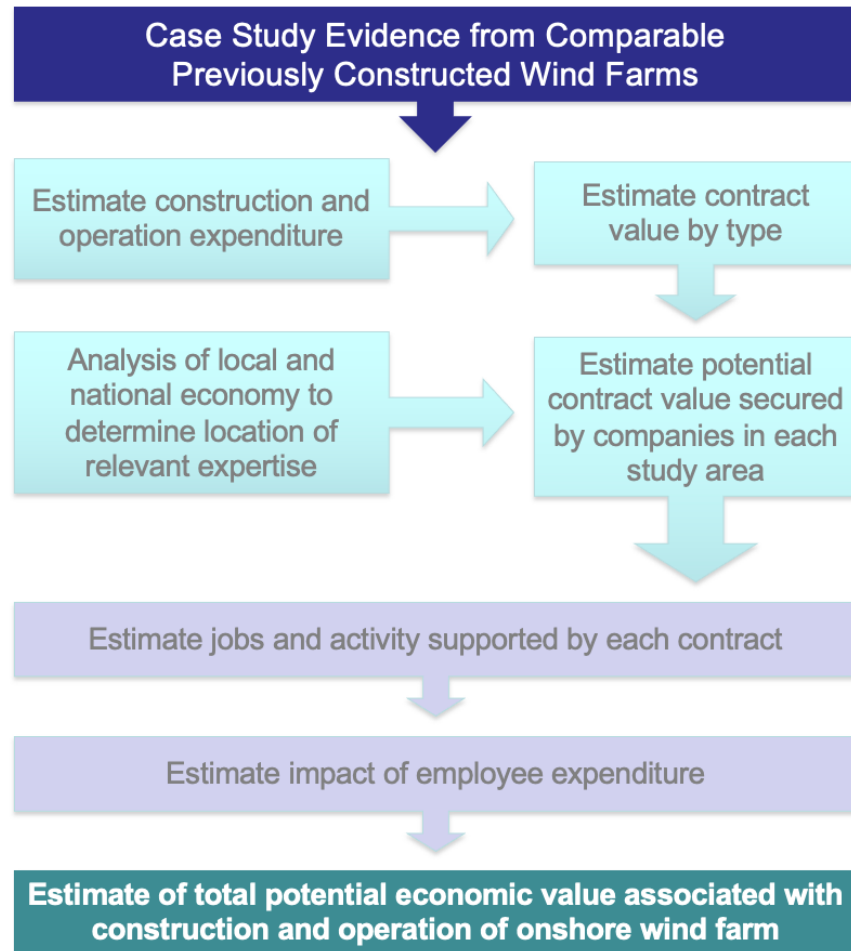 Case Study Evidence from Comparable
Previously Constructed Wind Farms
Estimate construction and
operation expenditure
Estimate contract
value by type
Analysis of local and
national economy to
determine location of
relevant expertise
Estimate potential
contract value secured
by companies in each
study area
Estimate jobs and activity supported by each contract
Estimate impact of employee expenditure
Estimate of total potential economic value associated with
construction and operation of onshore wind farm